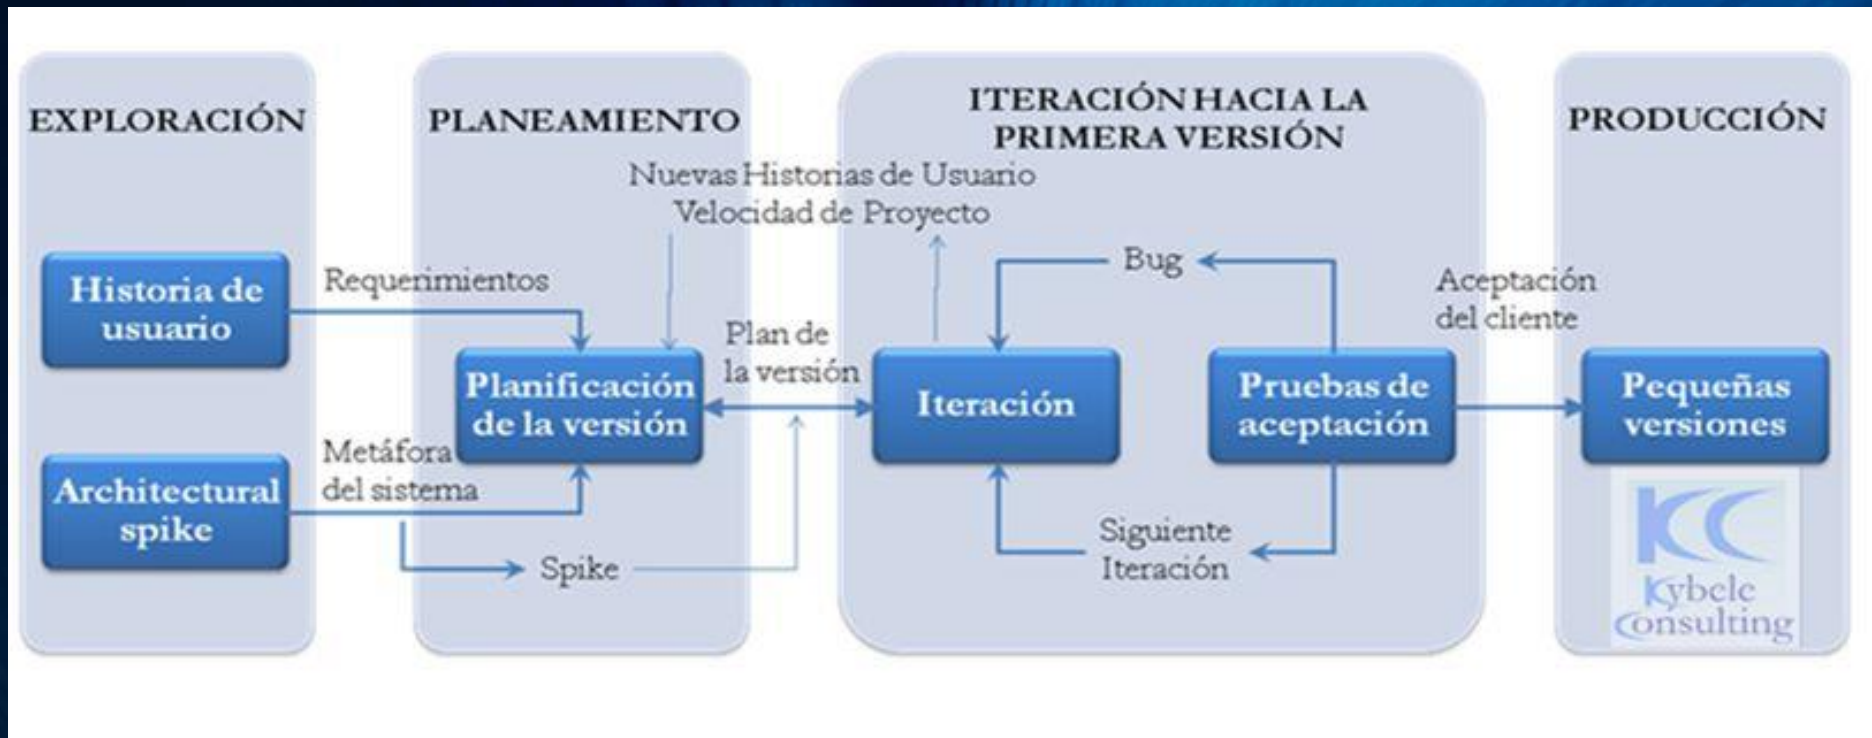 EXPLORACIÓN
Historia de
usuario
Architectural
spike
Requerimientos
Metáfora
del sistema
PLANEAMIENTO
Nuevas Historias de Usuario
Velocidad de Proyecto
Planificación
de la versión
Spike
Plan de
la versión
ITERACIÓN HACIA LA
PRIMERA VERSIÓN
Bug
Iteración
Pruebas de
aceptación
Siguiente
Iteración
Aceptación
del cliente
PRODUCCIÓN
Pequeñas
versiones
KC
Kybele
Consulting